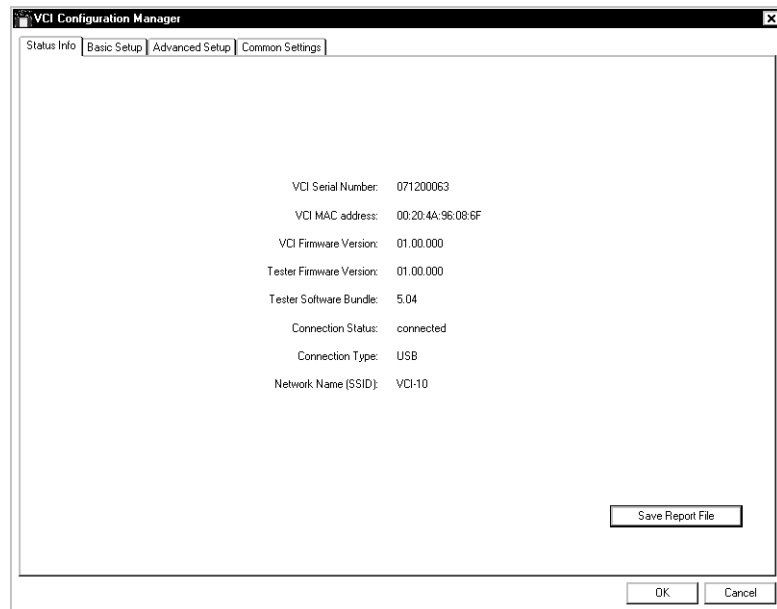 VCI Configuration Manager
Status Info Basic Setup Advanced Setup Common Settings
VCI Serial Number: 071200063
VCI MAC address: 00:20:4A:96:08:6F
VCI Firmware Version: 01.00.000
Tester Firmware Version: 01.00.000
Tester Software Bundle: 5.04
Connection Status: connected
Connection Type: USB
Network Name (SSID): VCI-10
Save Report File
OK Cancel